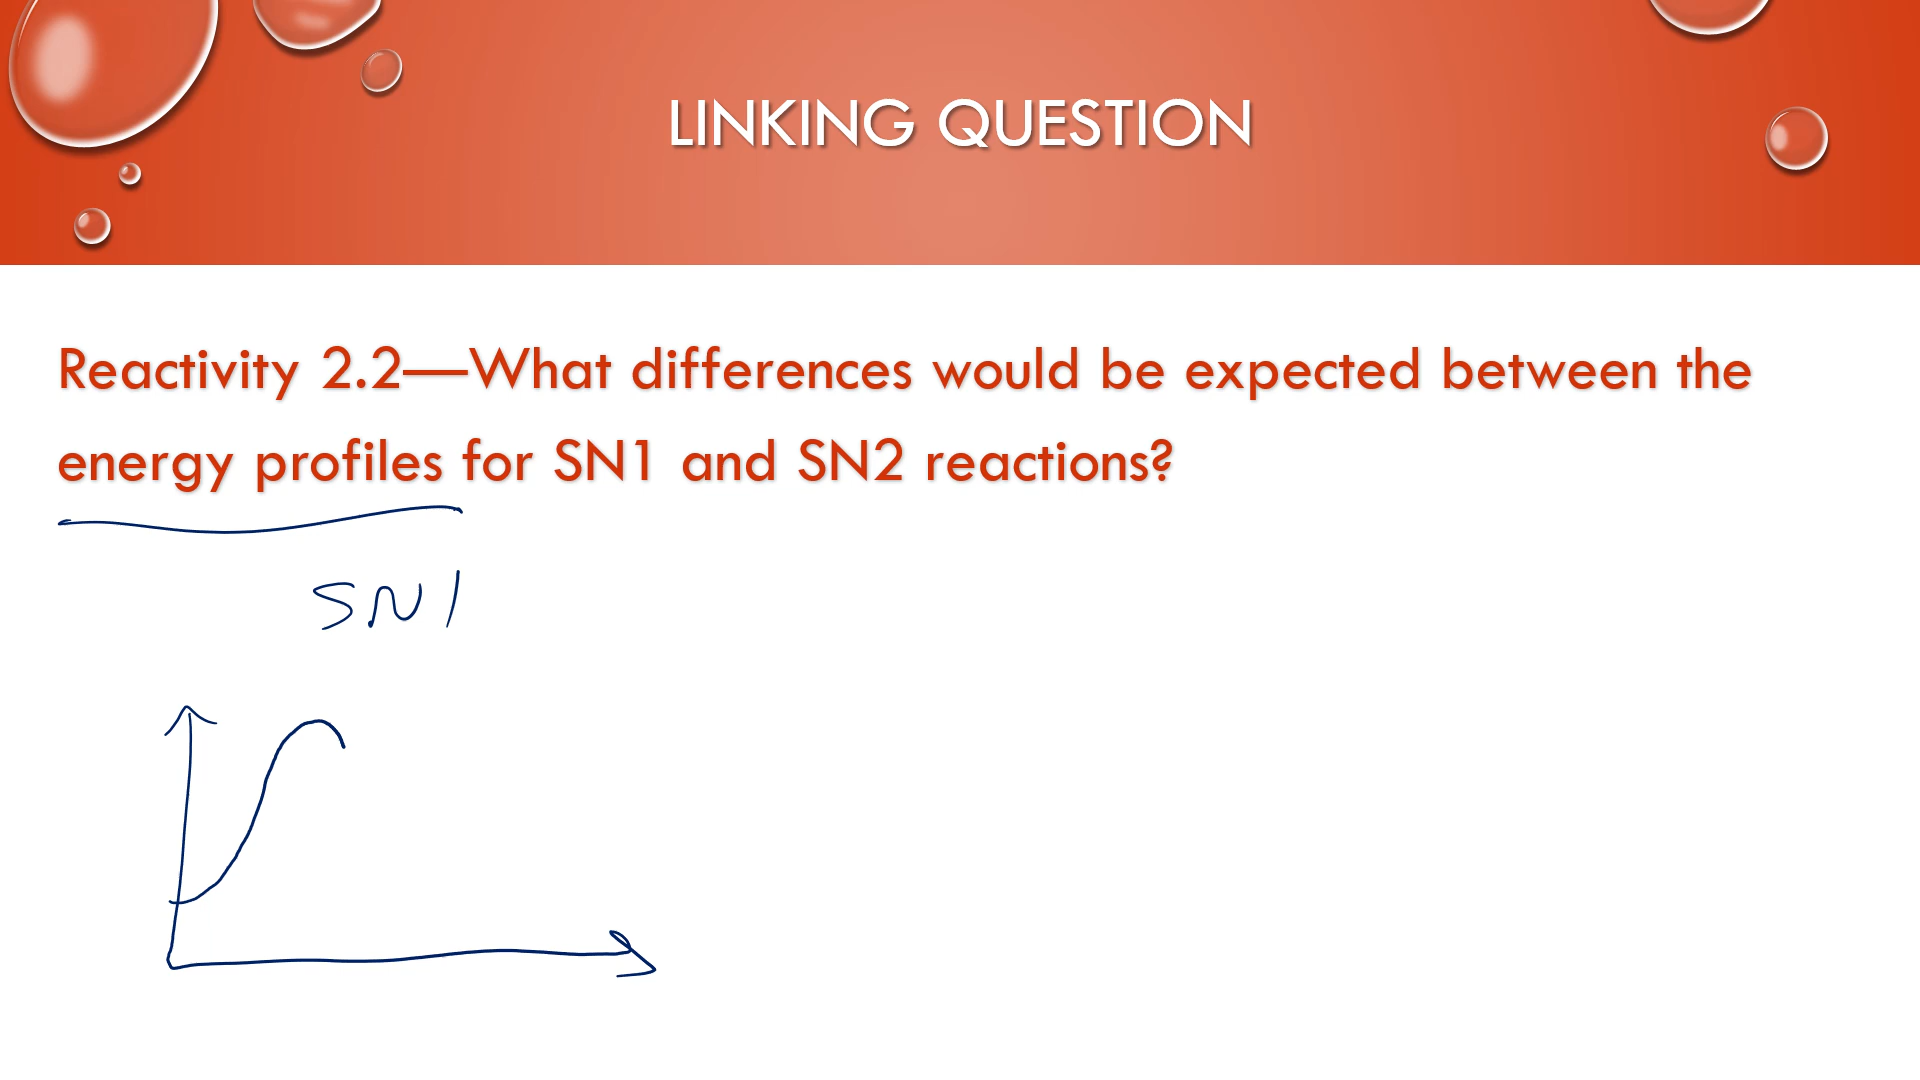 LINKING QUESTION
Reactivity 2.2—What differences would be expected between the
energy profiles for SN1 and SN2 reactions?
SN1